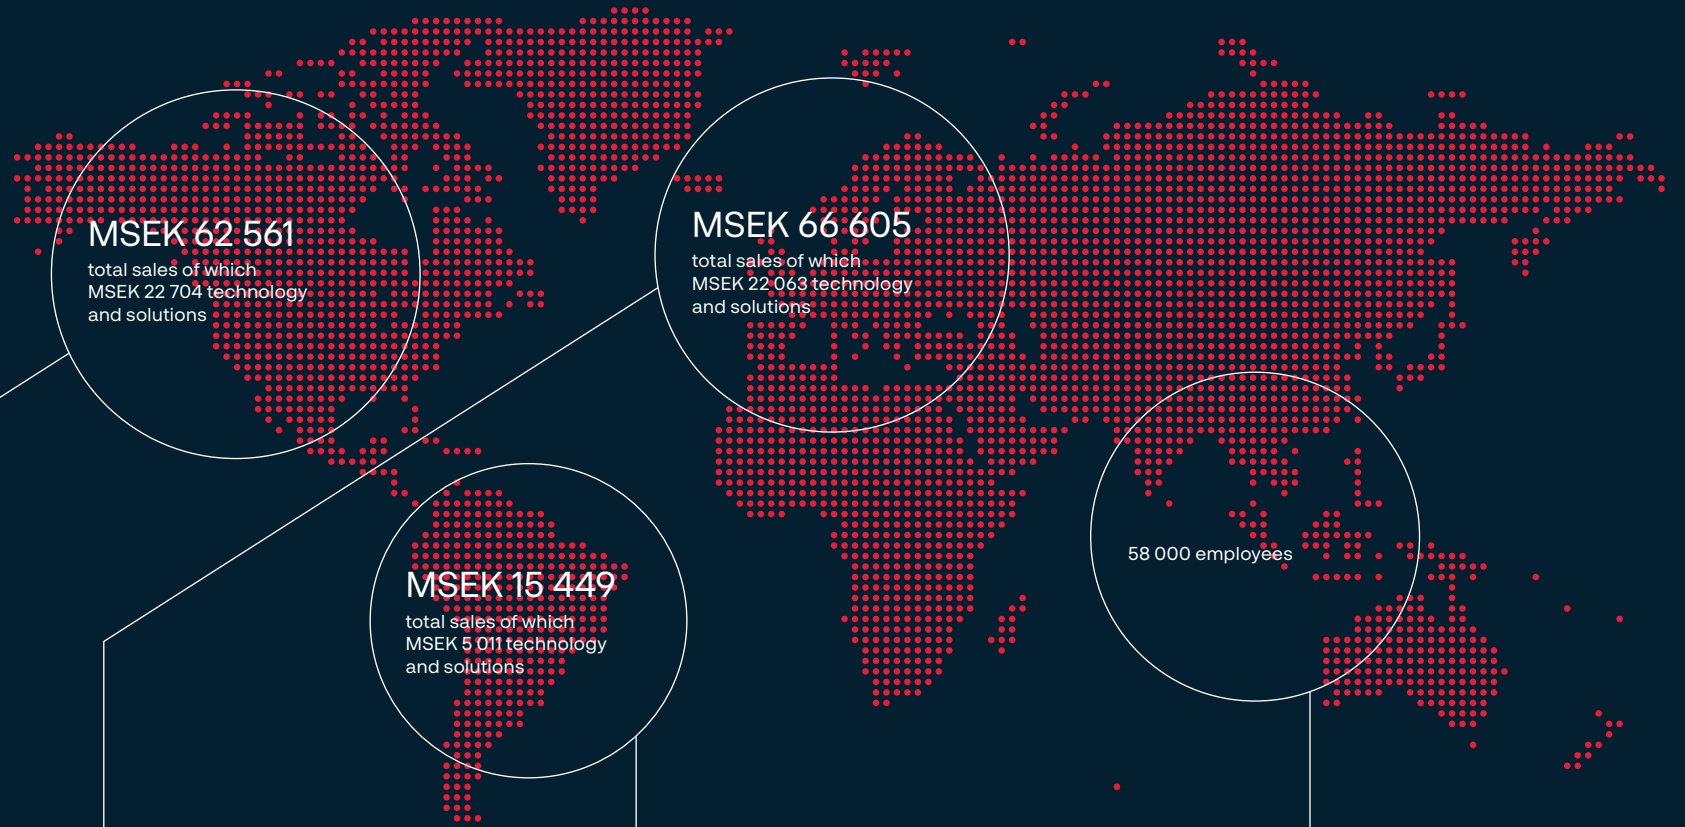 MSEK 62 561
total sales of which
MSEK 22 704 technology
and solutions
MSEK 66 605
total sales of which
MSEK 22 063 technology
and solutions
MSEK 15 449
total sales of which
MSEK 5 011 technology
and solutions
58 000 employees